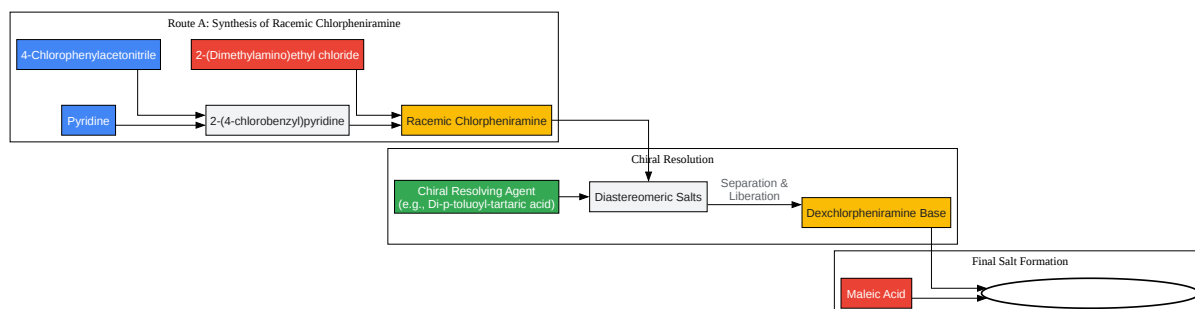 Route A: Synthesis of Racemic Chlorpheniramine
4-Chlorophenylacetonitrile
2-(Dimethylamino)ethyl chloride
Pyridine
2-(4-chlorobenzyl)pyridine
Racemic Chlorpheniramine
Chiral Resolution
Chiral Resolving Agent
(e.g., Di-p-toluoyl-tartaric acid)
Diastereomeric Salts
Separation &
Liberation
Dexchlorpheniramine Base
Final Salt Formation
Maleic Acid